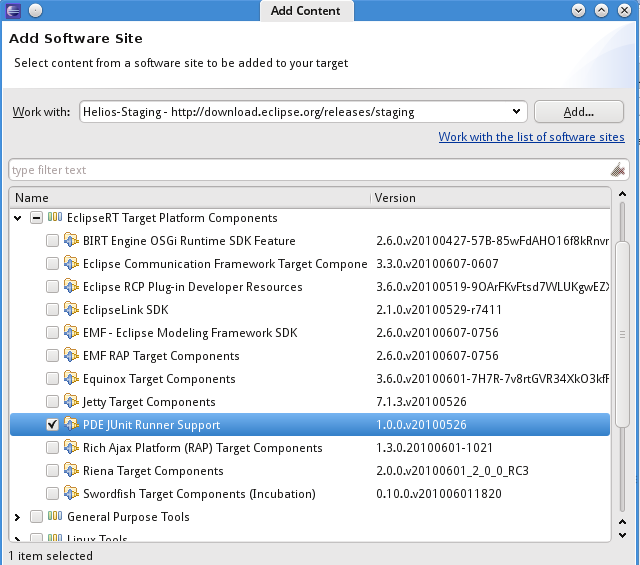 Add Content
Add Software Site
Select content from a software site to be added to your target
Work with: Helios-Staging - http://download.eclipse.org/releases/staging Add...
Work with the list of software sites
type filter text
Name Version
EclipseRT Target Platform Components
BIRT Engine OSGi Runtime SDK Feature 2.6.0.v20100427-57B-85wFdAHO16f8kRnvr
Eclipse Communication Framework Target Compone 3.3.0.v20100607-0607
Eclipse RCP Plug-in Developer Resources 3.6.0.v20100519-9OArFKvFtsd7WLUKgwEZX
EclipseLink SDK 2.1.0.v20100529-r7411
EMF - Eclipse Modeling Framework SDK 2.6.0.v20100607-0756
EMF RAP Target Components 2.6.0.v20100607-0756
Equinox Target Components 3.6.0.v20100601-7H7R-7v8rtGVR34XkO3kfF
Jetty Target Components 7.1.3.v20100526
PDE JUnit Runner Support 1.0.0.v20100526
Rich Ajax Platform (RAP) Target Components 1.3.0.20100601-1021
Riena Target Components 2.0.0.v20100601_2_0_0_RC3
Swordfish Target Components (Incubation) 0.10.0.v201006011820
General Purpose Tools
Linux Tools
1 item selected